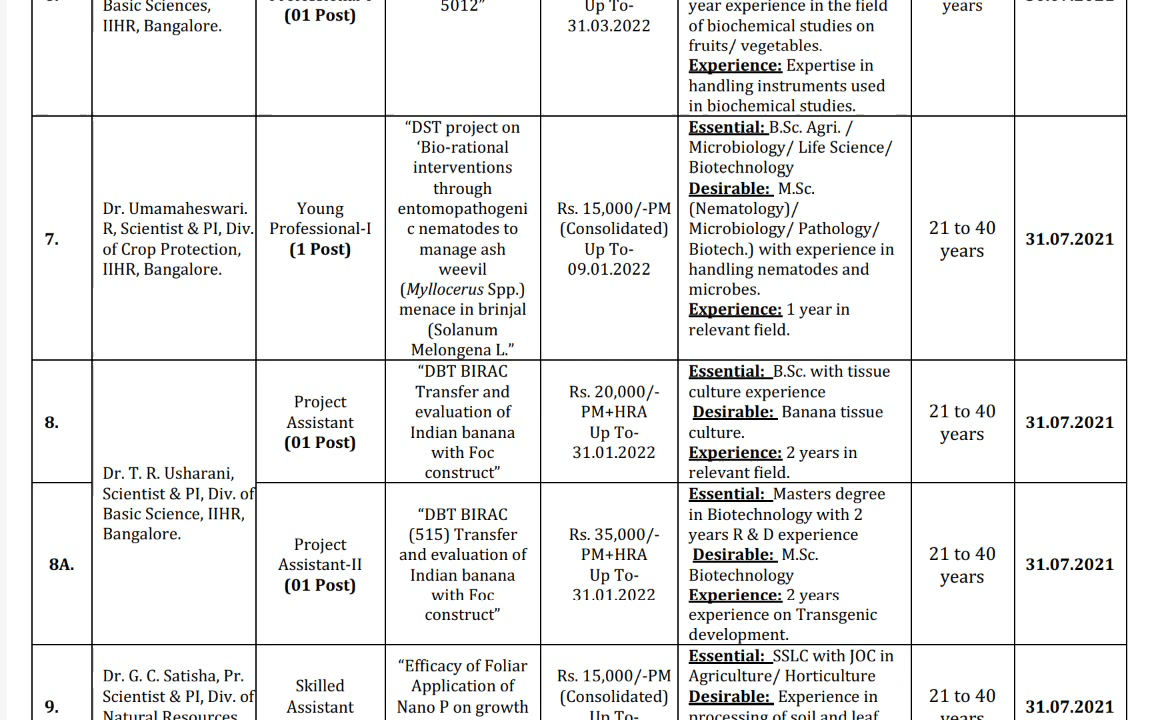 Basic Sciences,
IIHR, Bangalore.
(01 Post)
5012”
Up To-
31.03.2022
year experience in the field
of biochemical studies on
fruits/ vegetables.
Experience: Expertise in
handling instruments used
in biochemical studies.
years
7.
Dr. Umamaheswari.
R, Scientist & PI, Div.
of Crop Protection,
IIHR, Bangalore.
Young
Professional-I
(1 Post)
“DST project on
‘Bio-rational
interventions
through
entomopathogeni
c nematodes to
manage ash
weevil
(Myllocerus Spp.)
menace in brinjal
(Solanum
Melongena L.”
Rs. 15,000/-PM
(Consolidated)
Up To-
09.01.2022
Essential: B.Sc. Agri. /
Microbiology/ Life Science/
Biotechnology
Desirable: M.Sc.
(Nematology)/
Microbiology/ Pathology/
Biotech.) with experience in
handling nematodes and
microbes.
Experience: 1 year in
relevant field.
21 to 40
years
31.07.2021
8.
Dr. T. R. Usharani,
Scientist & PI, Div. of
Basic Science, IIHR,
Bangalore.
Project
Assistant
(01 Post)
“DBT BIRAC
Transfer and
evaluation of
Indian banana
with Foc
construct”
Rs. 20,000/-
PM+HRA
Up To-
31.01.2022
Essential: B.Sc. with tissue
culture experience
Desirable: Banana tissue
culture.
Experience: 2 years in
relevant field.
21 to 40
years
31.07.2021
8A.
Project
Assistant-II
(01 Post)
“DBT BIRAC
(515) Transfer
and evaluation of
Indian banana
with Foc
construct”
Rs. 35,000/-
PM+HRA
Up To-
31.01.2022
Essential: Masters degree
in Biotechnology with 2
years R & D experience
Desirable: M.Sc.
Biotechnology
Experience: 2 years
experience on Transgenic
development.
21 to 40
years
31.07.2021
9.
Dr. G. C. Satisha, Pr.
Scientist & PI, Div. of
Natural Resources
Skilled
Assistant
“Efficacy of Foliar
Application of
Nano P on growth
Rs. 15,000/-PM
(Consolidated)
Up To-
Essential: SSLC with JOC in
Agriculture/ Horticulture
Desirable: Experience in
processing of soil and leaf
21 to 40
years
31.07.2021